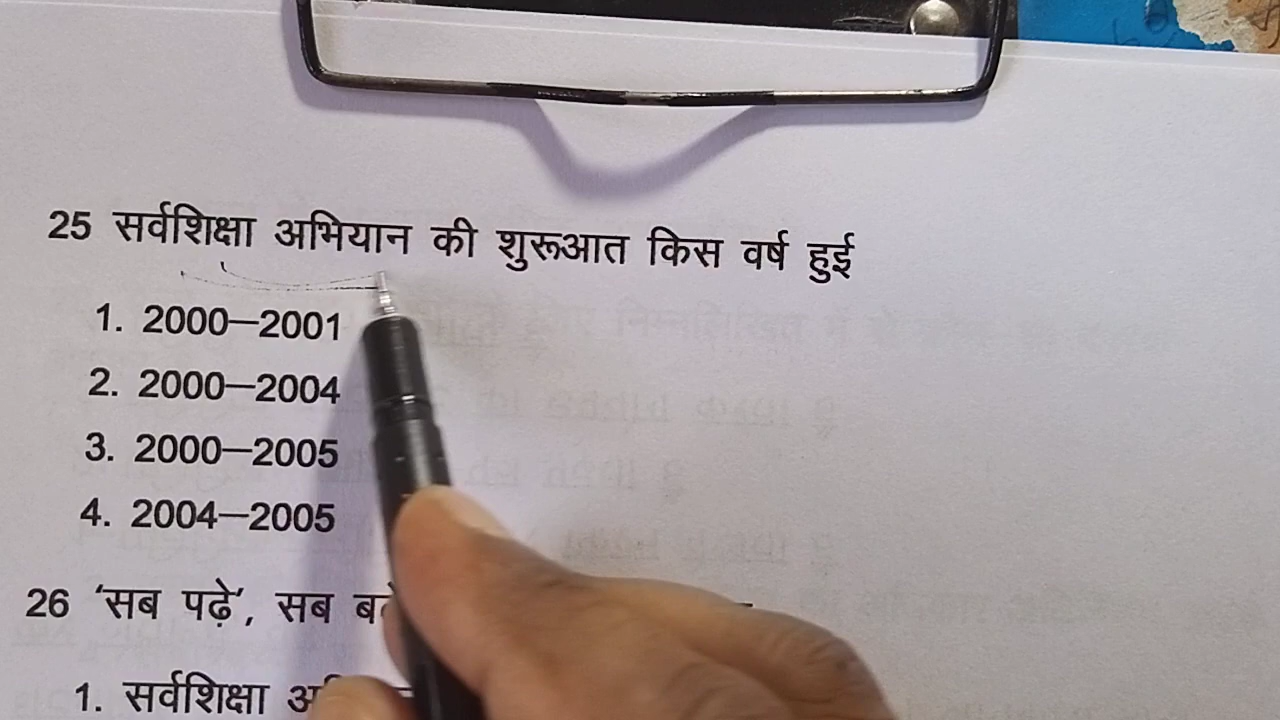 25 सर्वशिक्षा अभियान की शुरूआत किस वर्ष हुई
1. 2000—2001
2. 2000—2004
3. 2000—2005
4. 2004—2005
26 ‘सब पढ़े’, सब
1. सर्वशिक्षा